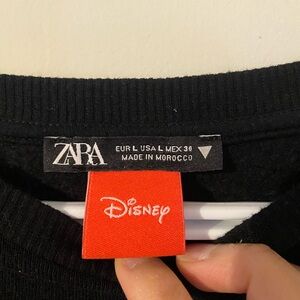 ZARA
EUR L USA L MEX 36
MADE IN MOROCCO
Disney